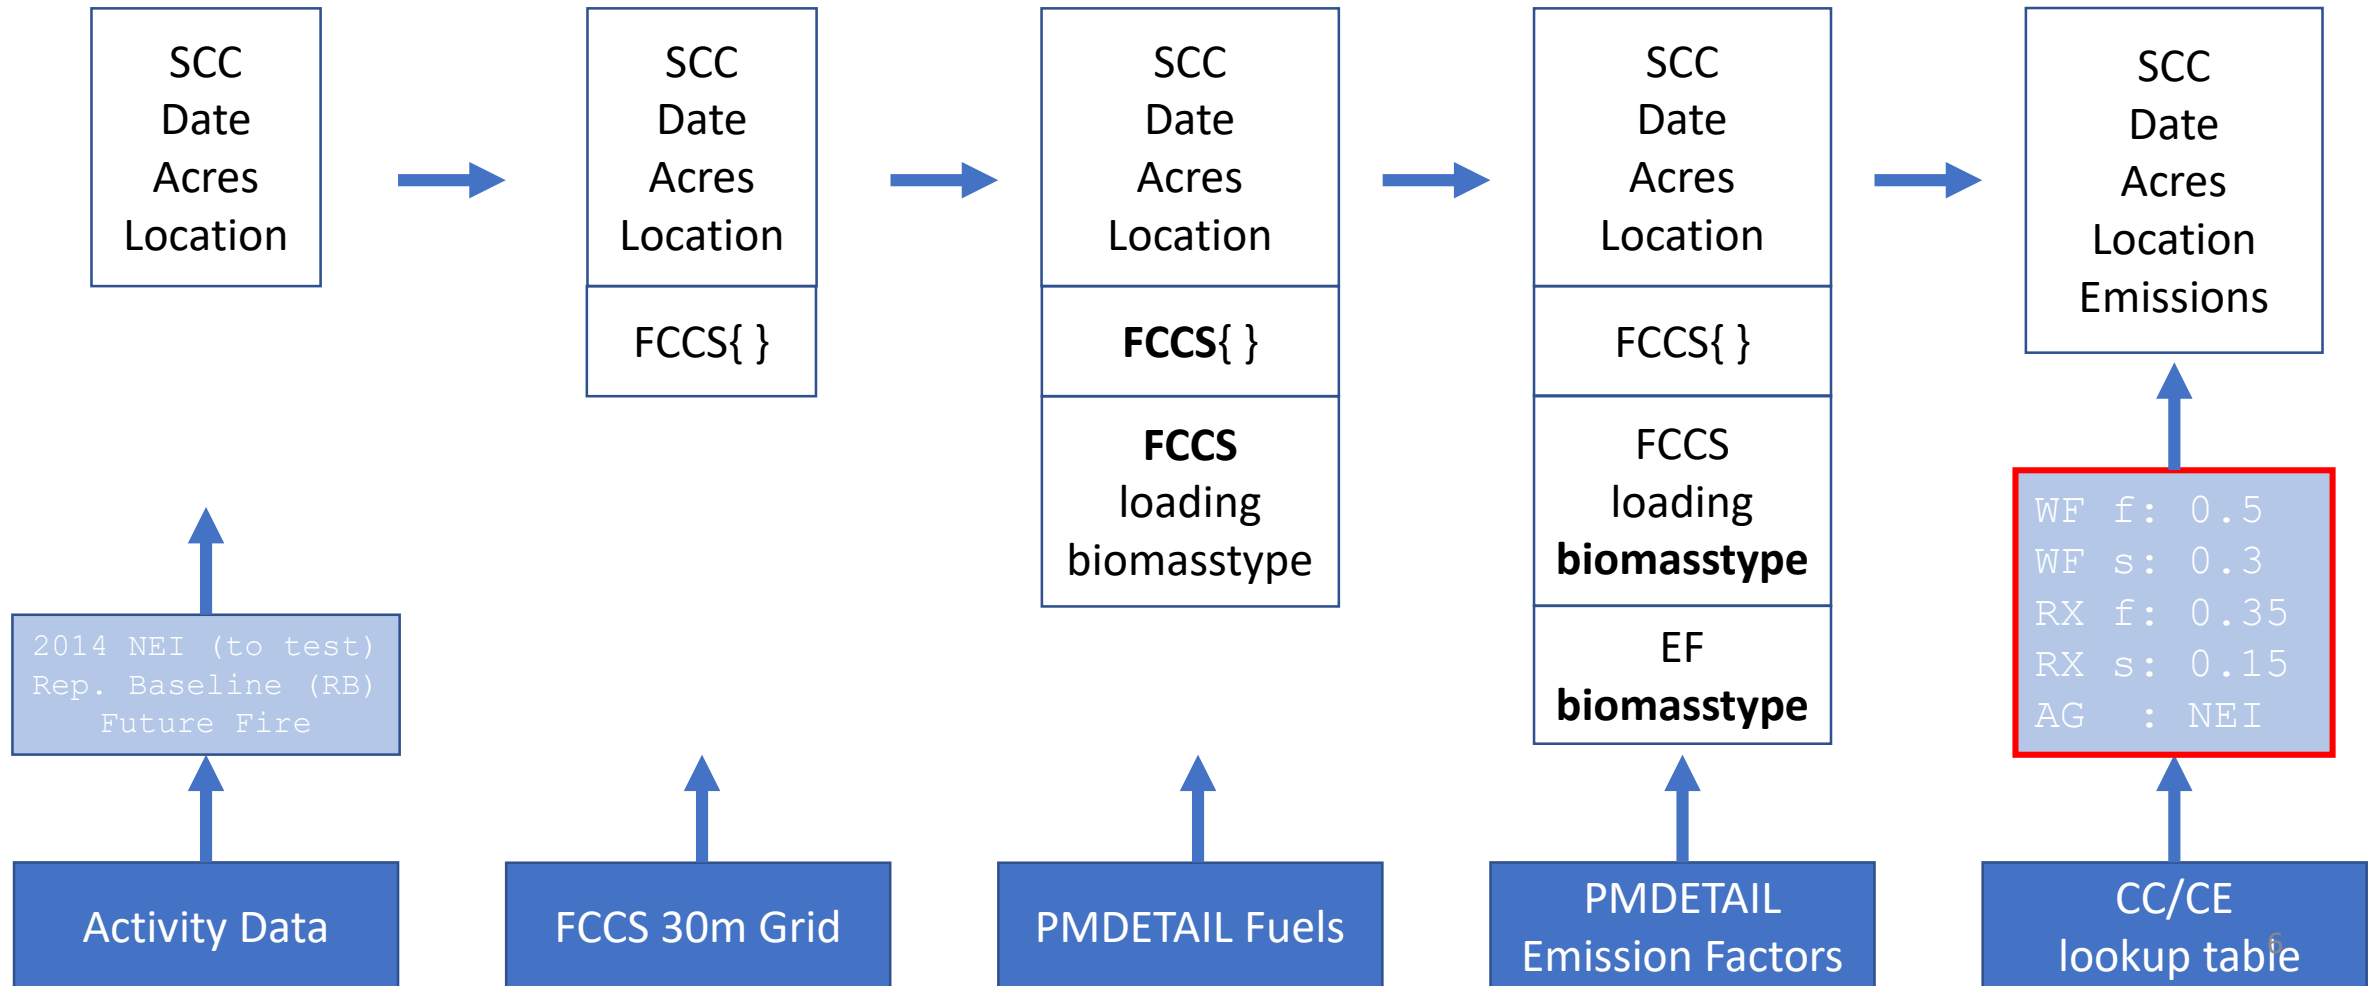 SCC
Date
Acres
Location
SCC
Date
Acres
Location
FCCS{ }
SCC
Date
Acres
Location
FCCS{ }
FCCS
loading
biomasstype
SCC
Date
Acres
Location
FCCS{ }
FCCS
loading
biomasstype
EF
biomasstype
SCC
Date
Acres
Location
Emissions
2014 NEI (to test)
Rep. Baseline (RB)
Future Fire
WF f: 0.5
WF s: 0.3
RX f: 0.35
RX s: 0.15
AG  : NEI
Activity Data
FCCS 30m Grid
PMDETAIL Fuels
PMDETAIL
Emission Factors
CC/CE
lookup table
6